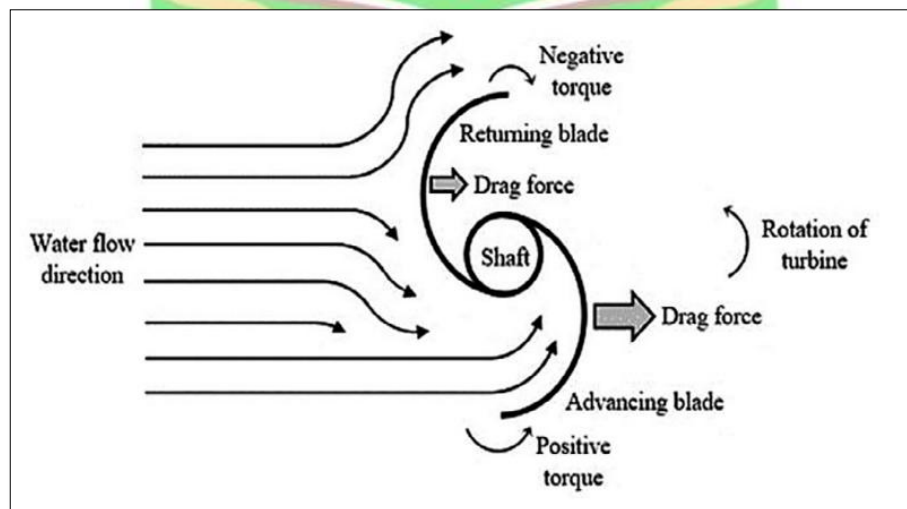 Negative
torque
Returning blade
Drag force
Water flow
direction
Shaft
Rotation of
turbine
Drag force
Advancing blade
Positive
torque